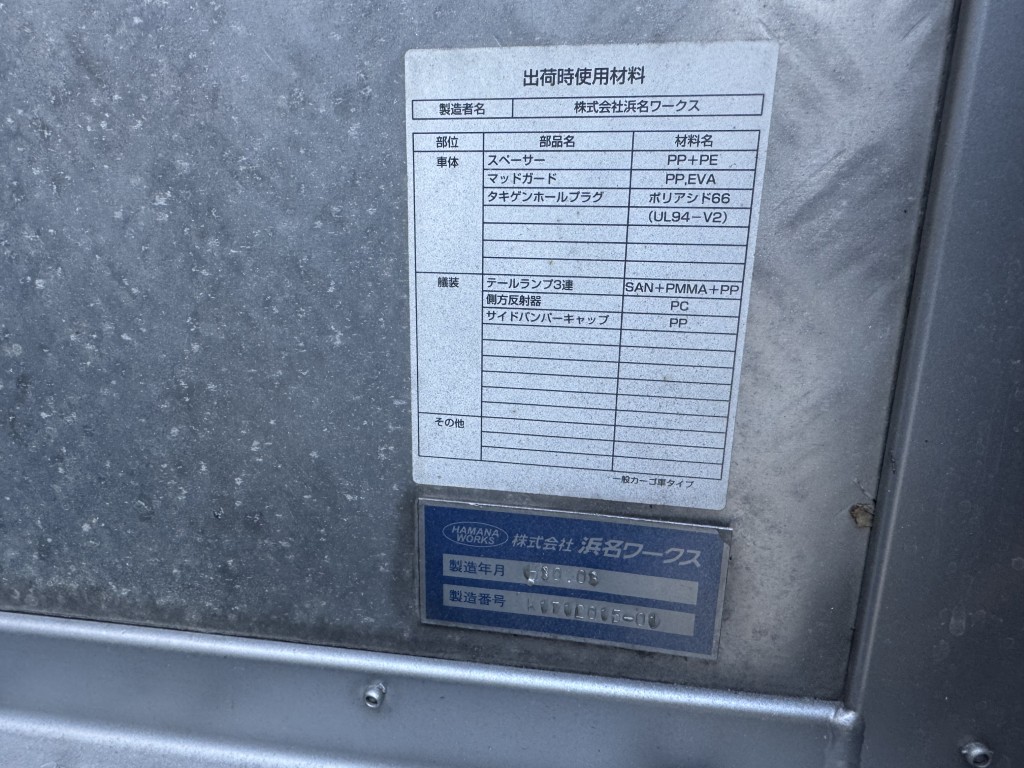 出荷時使用材料
製造者名 株式会社浜名ワークス
部位 部品名 材料名
車体 スペーサー PP+PE
マッドガード PP,EVA
タキゲンホールプラグ ポリアシド66
(UL94-V2)
艤装 テールランプ3連 SAN+PMMA+PP
側方反射器 PC
サイドバンパーキャップ PP
その他
一般カーゴ車タイプ
HAMANA
WORKS
株式会社 浜名ワークス
製造年月
製造番号